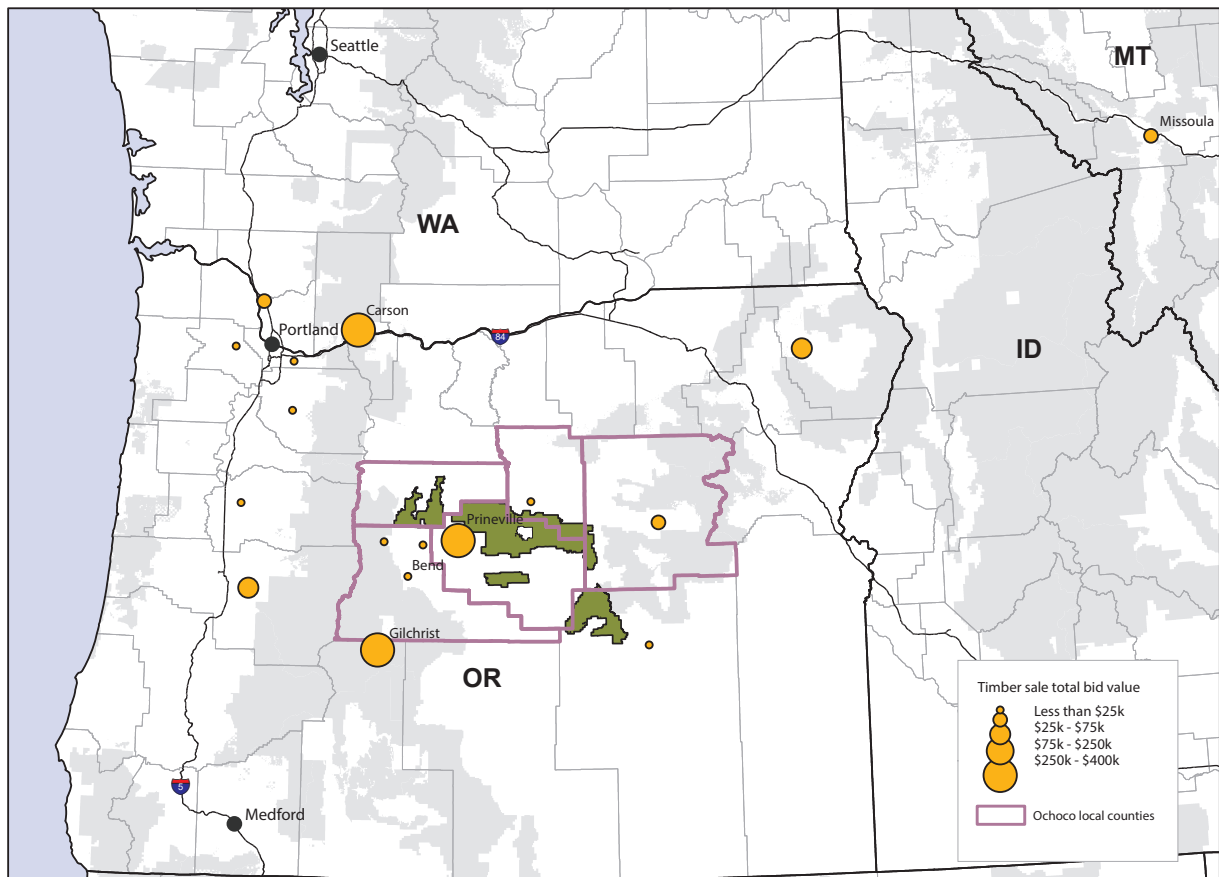 Seattle
MT
Missoula
WA
Carson
Portland
84
ID
Prineville
Bend
Gilchrist
OR
Timber sale total bid value
Less than $25k
$25k - $75k
$75k - $250k
$250k - $400k
Ochoco local counties
5
Medford